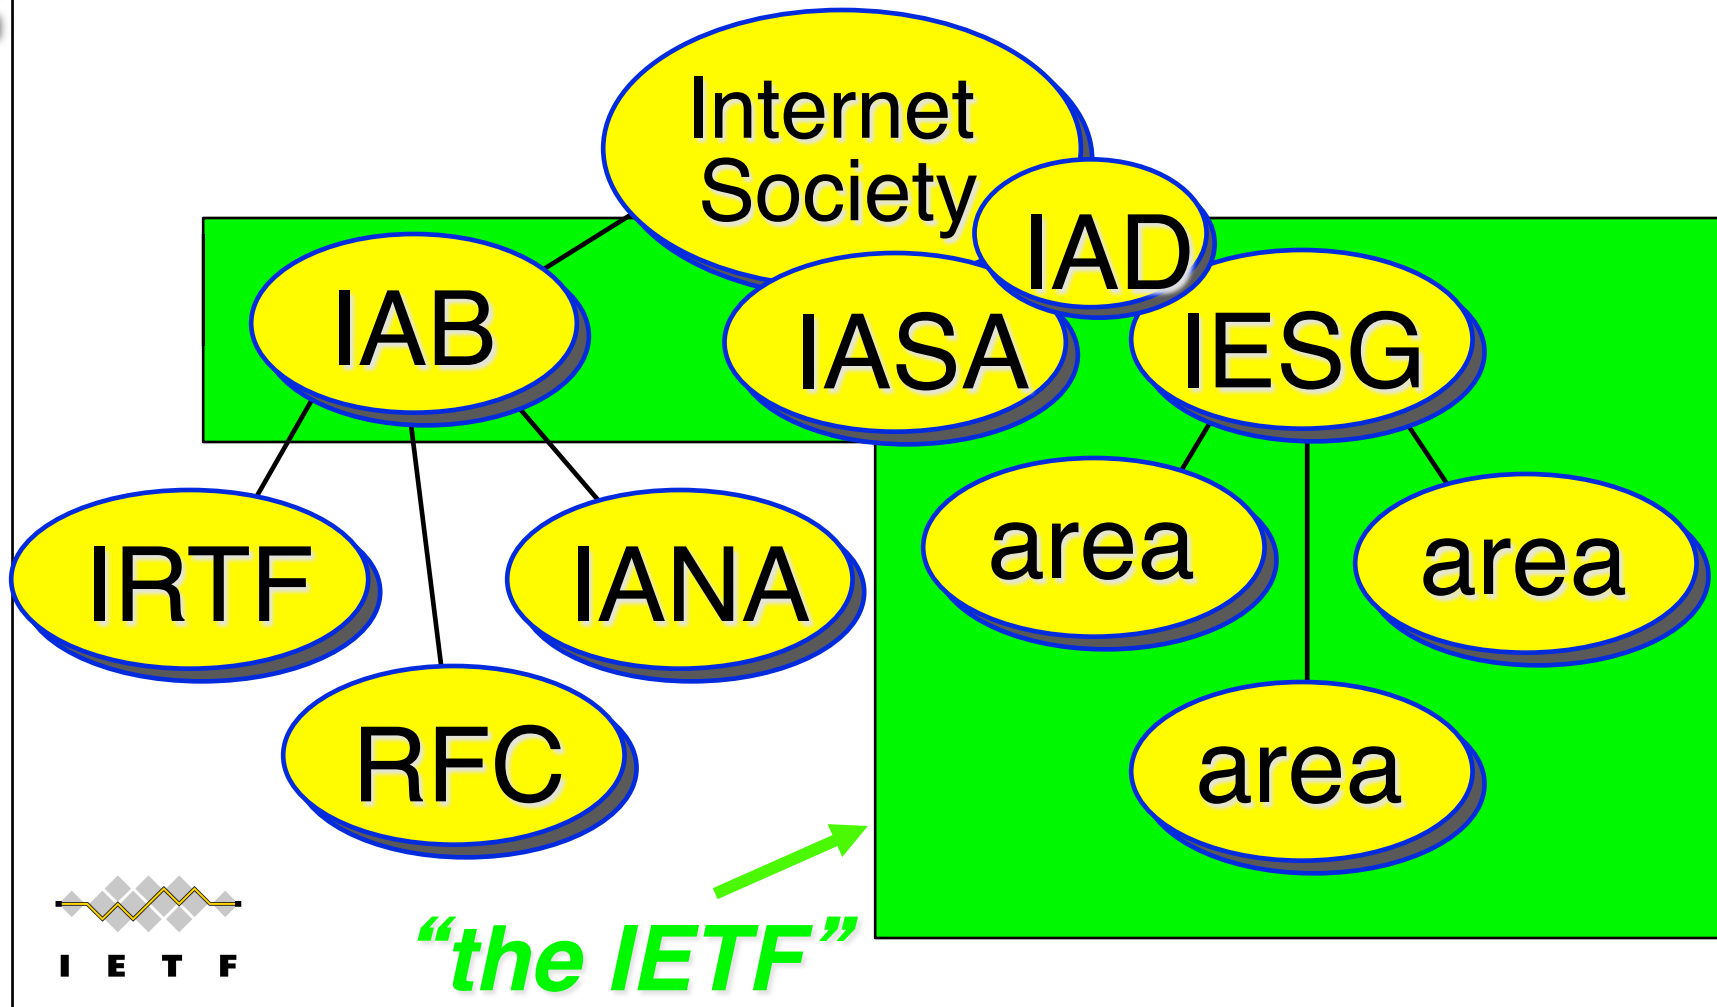 Internet
Society
IAD
IAB
IASA
IESG
IRTF
IANA
area
area
RFC
area
“the IETF”
I E T F